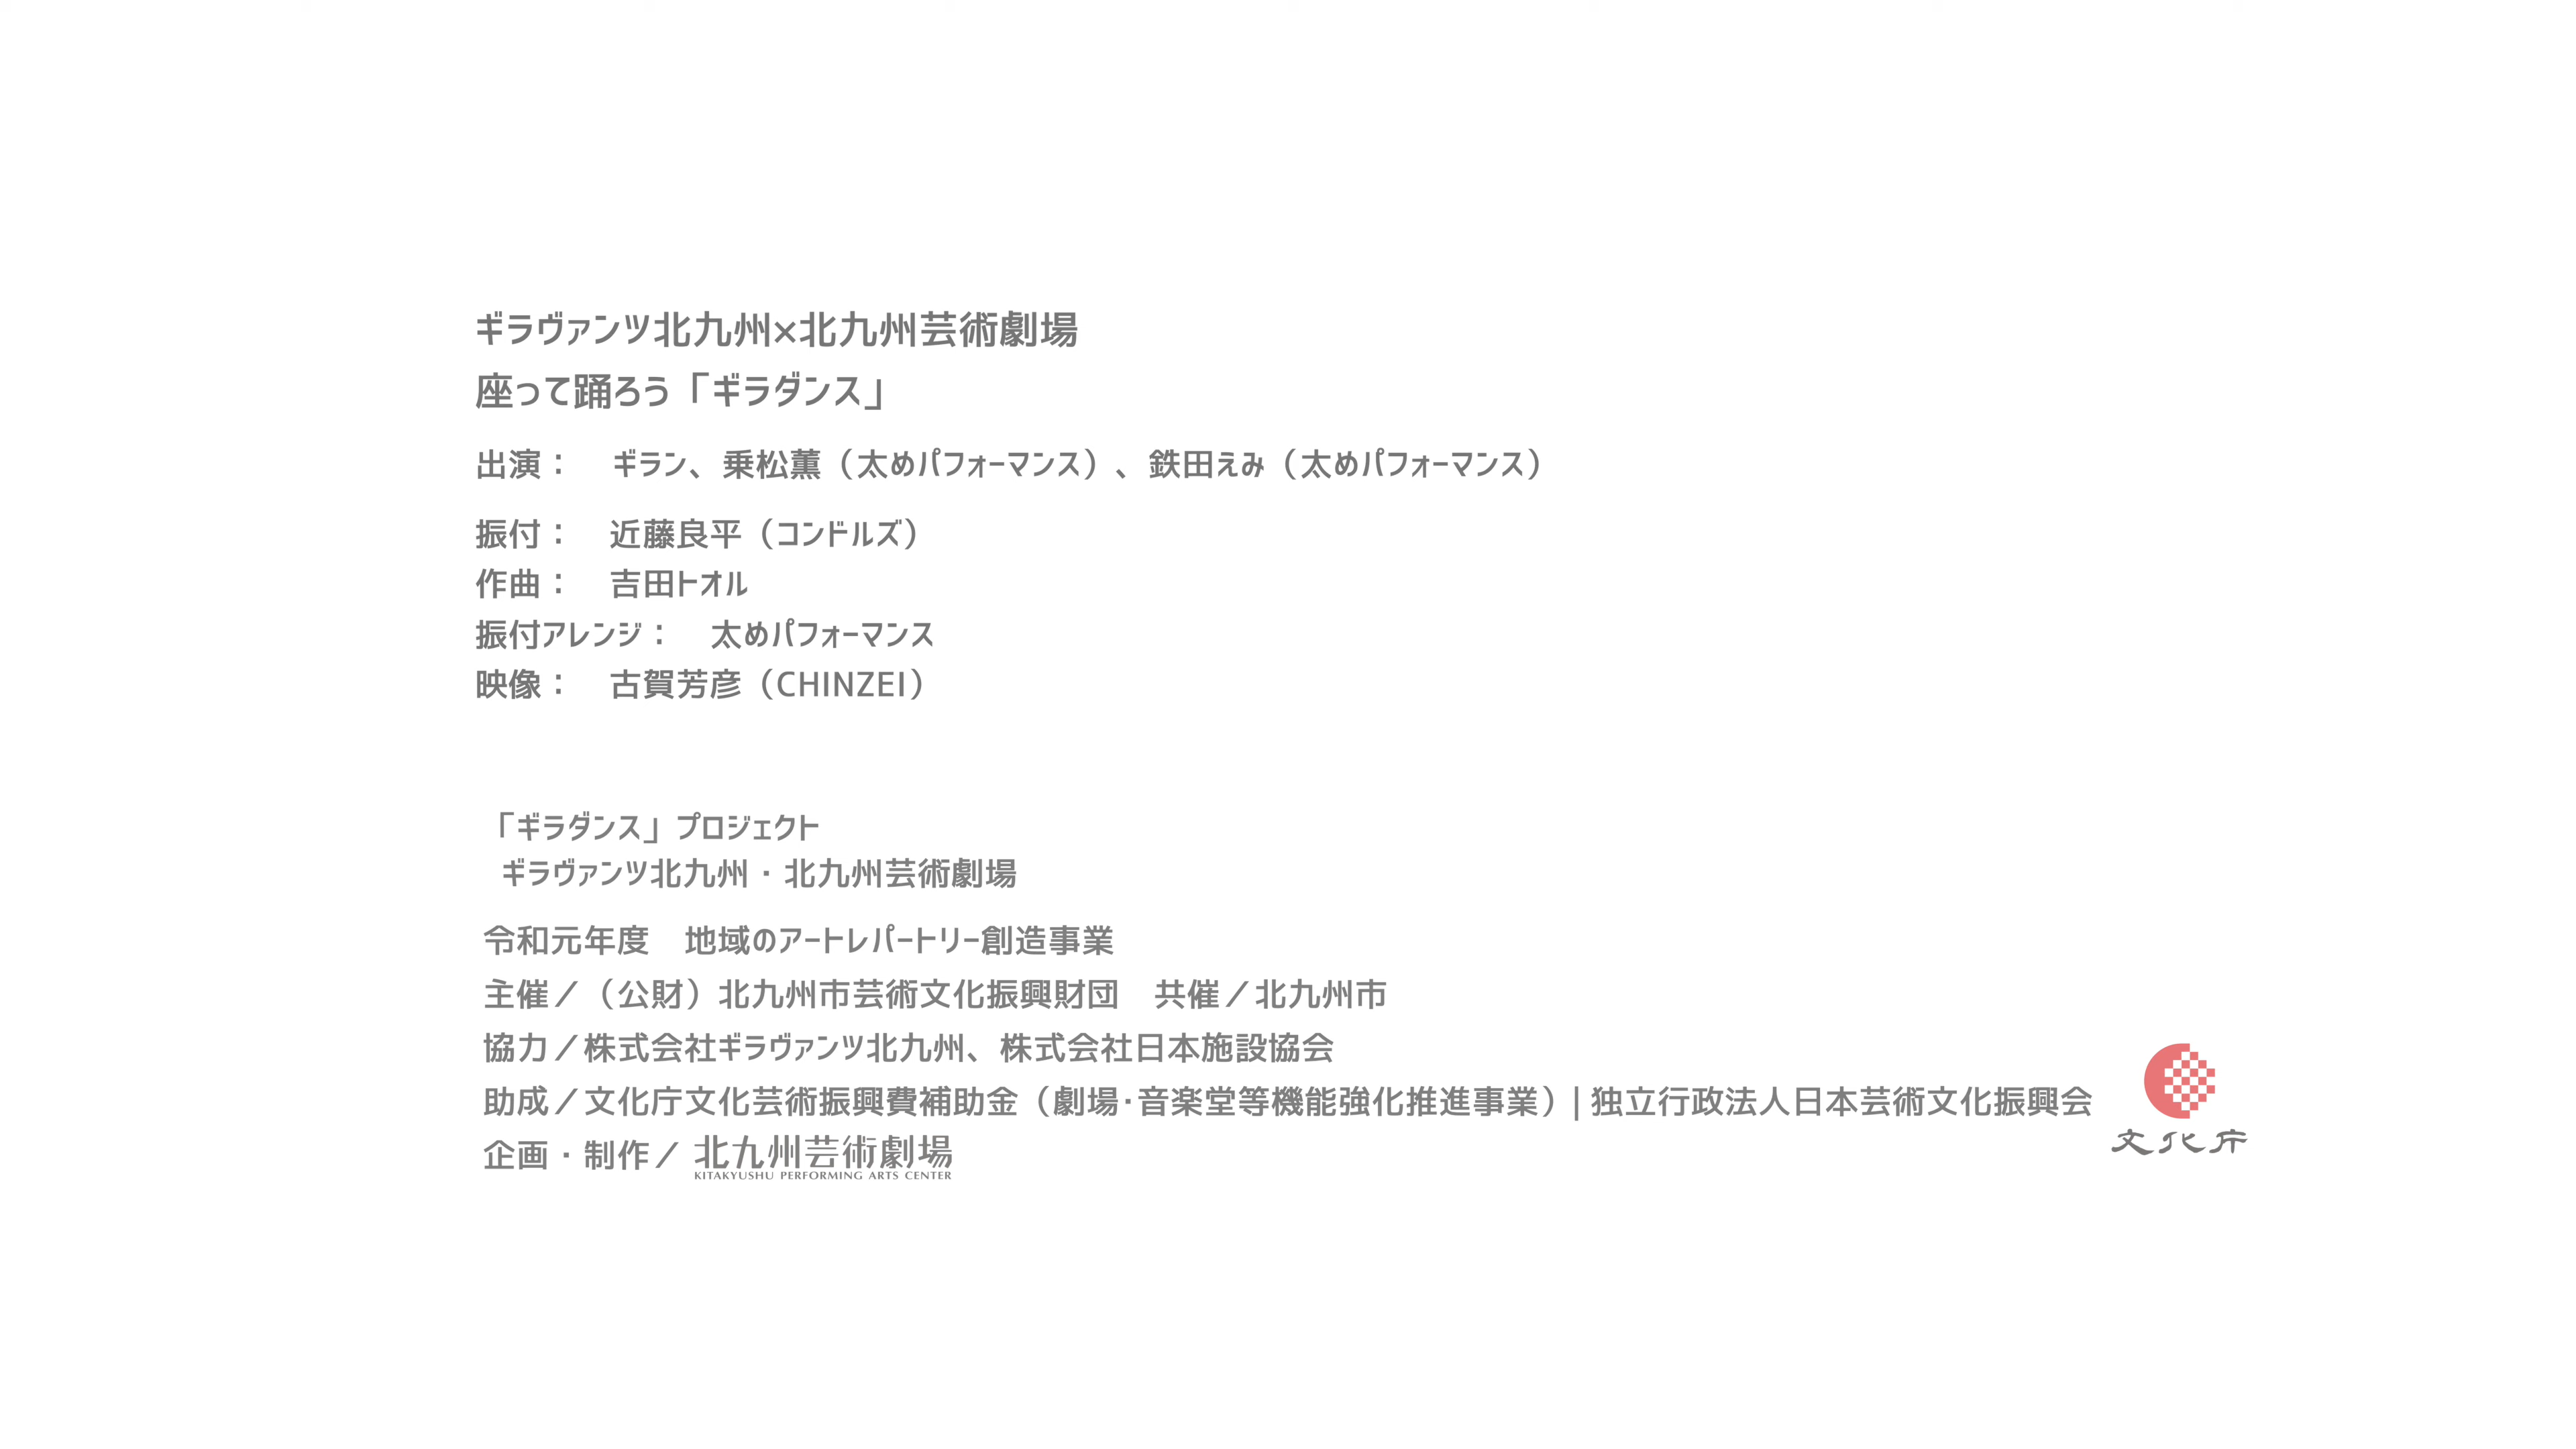 ギラヴァンツ北九州×北九州芸術劇場
座って踊ろう「ギラダンス」
出演：　ギラン、乗松薫（太めパフォーマンス）、鉄田えみ（太めパフォーマンス）
振付：　近藤良平（コンドルズ）
作曲：　吉田トオル
振付アレンジ：　太めパフォーマンス
映像：　古賀芳彦（CHINZEI）
「ギラダンス」プロジェクト
ギラヴァンツ北九州・北九州芸術劇場
令和元年度　地域のアートレパートリー創造事業
主催／（公財）北九州市芸術文化振興財団　共催／北九州市
協力／株式会社ギラヴァンツ北九州、株式会社日本施設協会
助成／文化庁文化芸術振興費補助金（劇場・音楽堂等機能強化推進事業）| 独立行政法人日本芸術文化振興会
文化庁
企画・制作／ 北九州芸術劇場
KITAKYUSHU PERFORMING ARTS CENTER